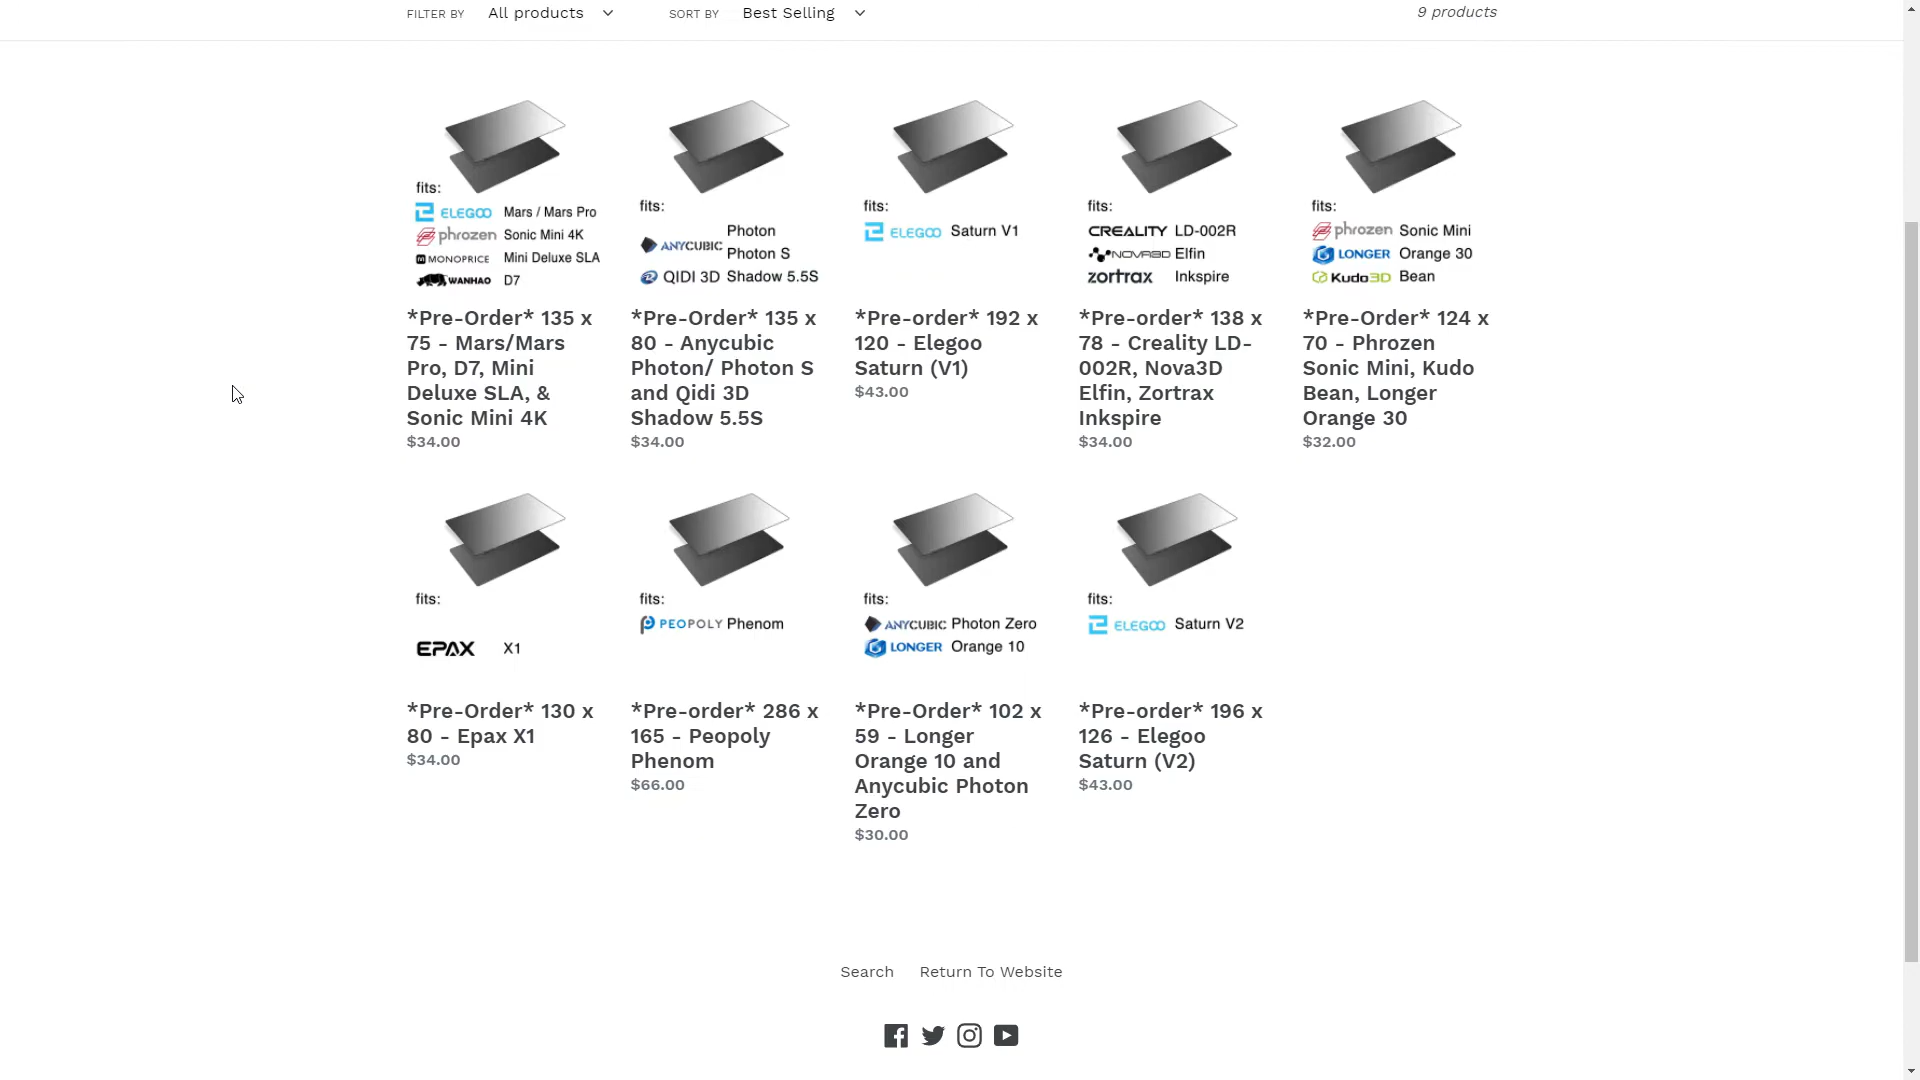 FILTER BY All products SORT BY Best Selling 9 products
fits:
ELEGOO Mars / Mars Pro
phrozen Sonic Mini 4K
MONOPRICE Mini Deluxe SLA
WANHAO D7
*Pre-Order* 135 x
75 - Mars/Mars
Pro, D7, Mini
Deluxe SLA, &
Sonic Mini 4K
$34.00
fits:
ANYCUBIC Photon
Photon S
QIDI 3D Shadow 5.5S
*Pre-Order* 135 x
80 - Anycubic
Photon/ Photon S
and Qidi 3D
Shadow 5.5S
$34.00
fits:
ELEGOO Saturn V1
*Pre-order* 192 x
120 - Elegoo
Saturn (V1)
$43.00
fits:
CREALITY LD-002R
NOVA3D Elfin
zortrax Inkspire
*Pre-order* 138 x
78 - Creality LD-
002R, Nova3D
Elfin, Zortrax
Inkspire
$34.00
fits:
phrozen Sonic Mini
LONGER Orange 30
Kudo3D Bean
*Pre-Order* 124 x
70 - Phrozen
Sonic Mini, Kudo
Bean, Longer
Orange 30
$32.00
fits:
EPAX X1
*Pre-Order* 130 x
80 - Epax X1
$34.00
fits:
PEOPOLY Phenom
*Pre-order* 286 x
165 - Peopoly
Phenom
$66.00
fits:
ANYCUBIC Photon Zero
LONGER Orange 10
*Pre-Order* 102 x
59 - Longer
Orange 10 and
Anycubic Photon
Zero
$30.00
fits:
ELEGOO Saturn V2
*Pre-order* 196 x
126 - Elegoo
Saturn (V2)
$43.00
Search Return To Website